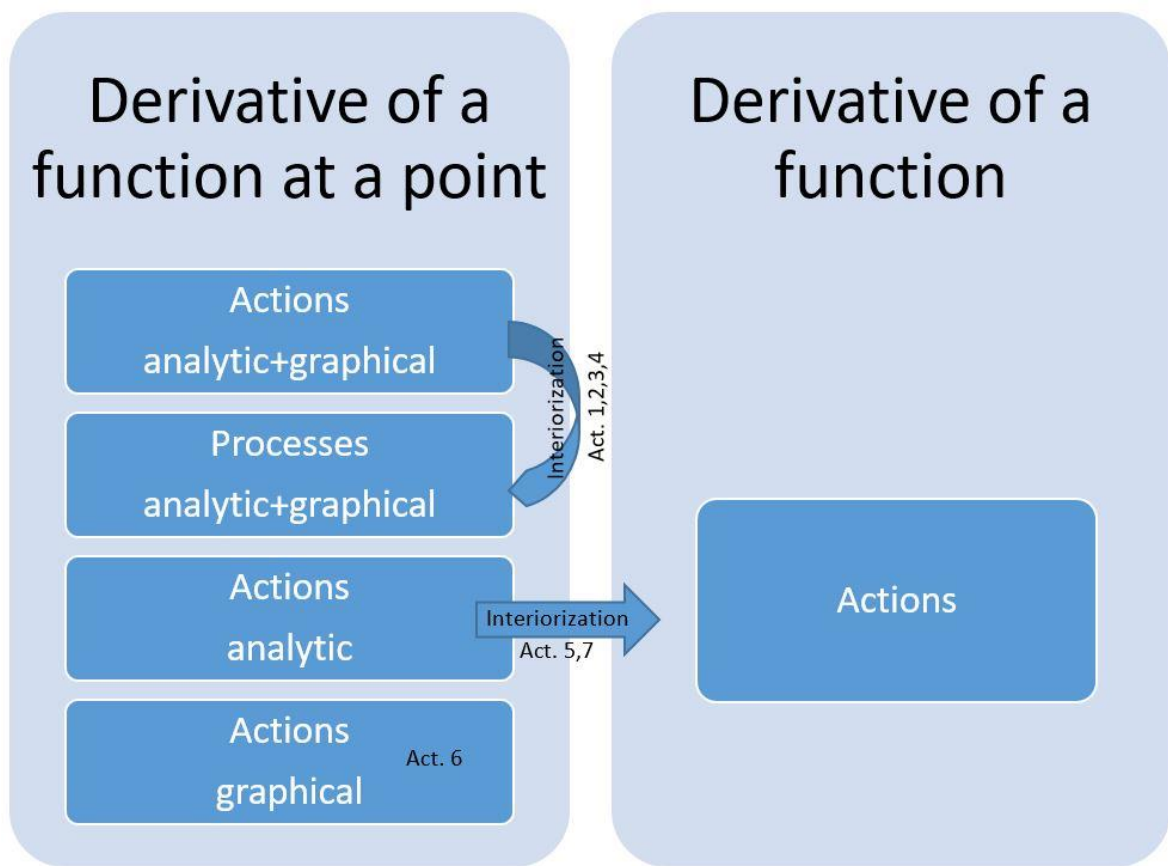 Derivative of a
function at a point
Actions
analytic+graphical
Interiorization
Act. 1,2,3,4
Processes
analytic+graphical
Actions
analytic
Interiorization
Act. 5,7
Actions
graphical
Act. 6
Derivative of a
function
Actions